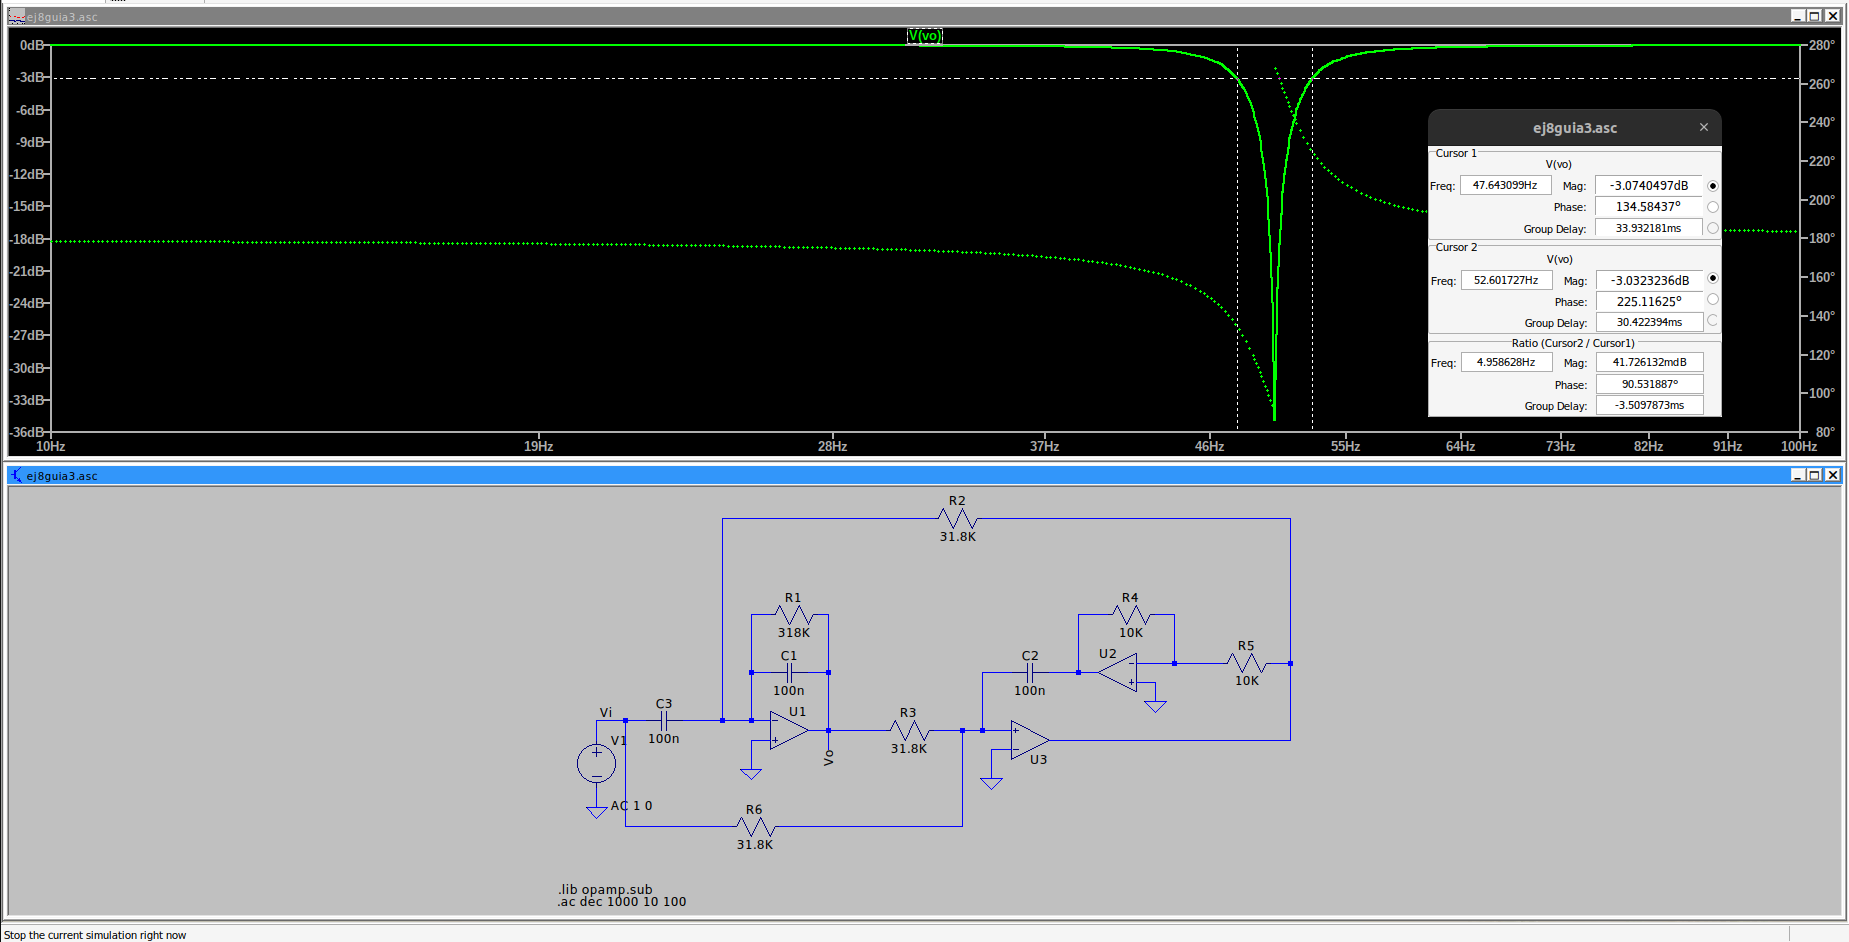 ej8guia3.asc
V(vo)
0dB
-3dB
-6dB
-9dB
-12dB
-15dB
-18dB
-21dB
-24dB
-27dB
-30dB
-33dB
-36dB
280°
260°
240°
220°
200°
180°
160°
140°
120°
100°
80°
10Hz 19Hz 28Hz 37Hz 46Hz 55Hz 64Hz 73Hz 82Hz 91Hz 100Hz
ej8guia3.asc
Cursor 1
V(vo)
Freq: 47.643099Hz Mag: -3.0740497dB
Phase: 134.58437°
Group Delay: 33.932181ms
Cursor 2
V(vo)
Freq: 52.601727Hz Mag: -3.0323236dB
Phase: 225.11625°
Group Delay: 30.422394ms
Ratio (Cursor2 / Cursor1)
Freq: 4.958628Hz Mag: 41.726132mdB
Phase: 90.531887°
Group Delay: -3.5097873ms
ej8guia3.asc
R2
31.8K
R1
318K
R4
10K
R5
10K
C1
100n
C2
100n
U2
C3
100n
U1
R3
31.8K
U3
Vi
V1
Vo
AC 1 0
R6
31.8K
.lib opamp.sub
.ac dec 1000 10 100
Stop the current simulation right now